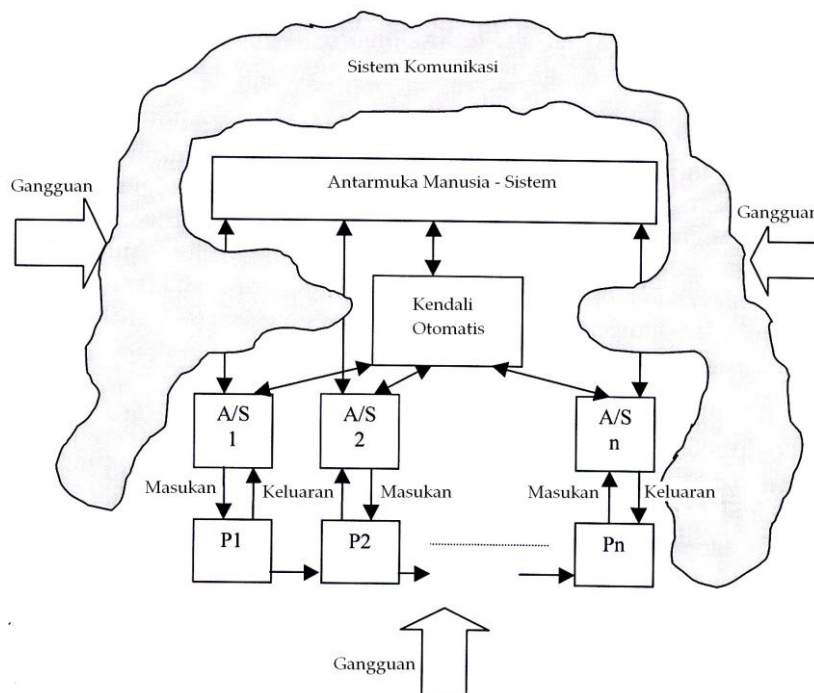 Sistem Komunikasi
Gangguan
Antarmuka Manusia - Sistem
Gangguan
Kendali
Otomatis
A/S
1
A/S
2
A/S
n
Masukan
Keluaran
Masukan
Masukan
Keluaran
P1
P2
Pn
Gangguan